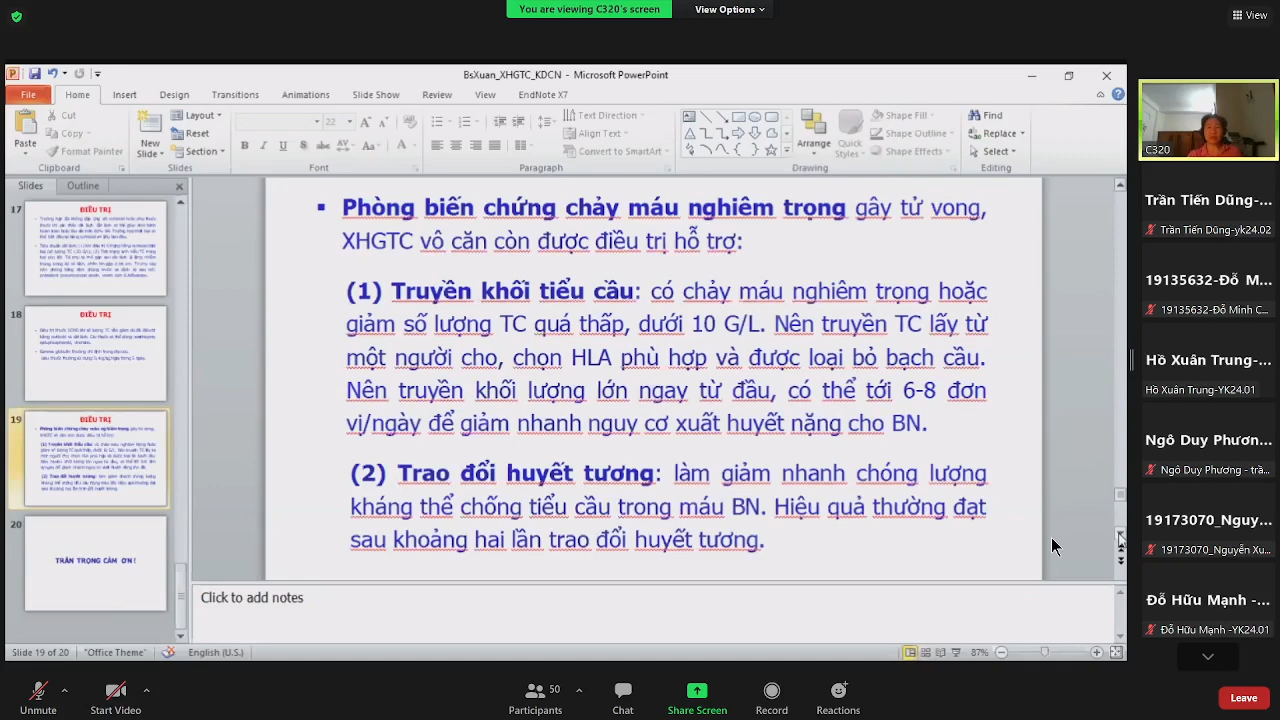 You are viewing C320's screen
View Options
View
BsXuan_XHGTC_KDCN - Microsoft PowerPoint
File Home Insert Design Transitions Animations Slide Show Review View EndNote X7
Paste
Cut
Copy
Format Painter
Clipboard
New Slide
Layout
Reset
Section
Slides
22
Font
Text Direction
Align Text
Convert to SmartArt
Paragraph
Arrange
Quick Styles
Shape Fill
Shape Outline
Shape Effects
Drawing
Find
Replace
Select
Editing
Slides Outline
17
ĐIỀU TRỊ
18
ĐIỀU TRỊ
19
ĐIỀU TRỊ
20
TRÂN TRỌNG CẢM ƠN!
Phòng biến chứng chảy máu nghiêm trọng gây tử vong,
XHGTC vô căn còn được điều trị hỗ trợ:
(1) Truyền khối tiểu cầu: có chảy máu nghiêm trọng hoặc
giảm số lượng TC quá thấp, dưới 10 G/L. Nên truyền TC lấy từ
một người cho, chọn HLA phù hợp và được loại bỏ bạch cầu.
Nên truyền khối lượng lớn ngay từ đầu, có thể tới 6-8 đơn
vị/ngày để giảm nhanh nguy cơ xuất huyết nặng cho BN.
(2) Trao đổi huyết tương: làm giảm nhanh chóng lượng
kháng thể chống tiểu cầu trong máu BN. Hiệu quả thường đạt
sau khoảng hai lần trao đổi huyết tương.
Click to add notes
Slide 19 of 20
"Office Theme"
English (U.S.)
87%
C320
Trần Tiến Dũng-...
Trần Tiến Dũng-yk24.02
19135632-Đỗ M...
19135632-Đỗ Minh C...
Hồ Xuân Trung-...
Hồ Xuân Trung-YK24.01
Ngô Duy Phươn...
Ngô Duy Phương - trà...
19173070_Nguy...
19173070_Nguyễn Xu...
Đỗ Hữu Mạnh -...
Đỗ Hữu Mạnh -YK24.01
Unmute
Start Video
50
Participants
Chat
Share Screen
Record
Reactions
Leave